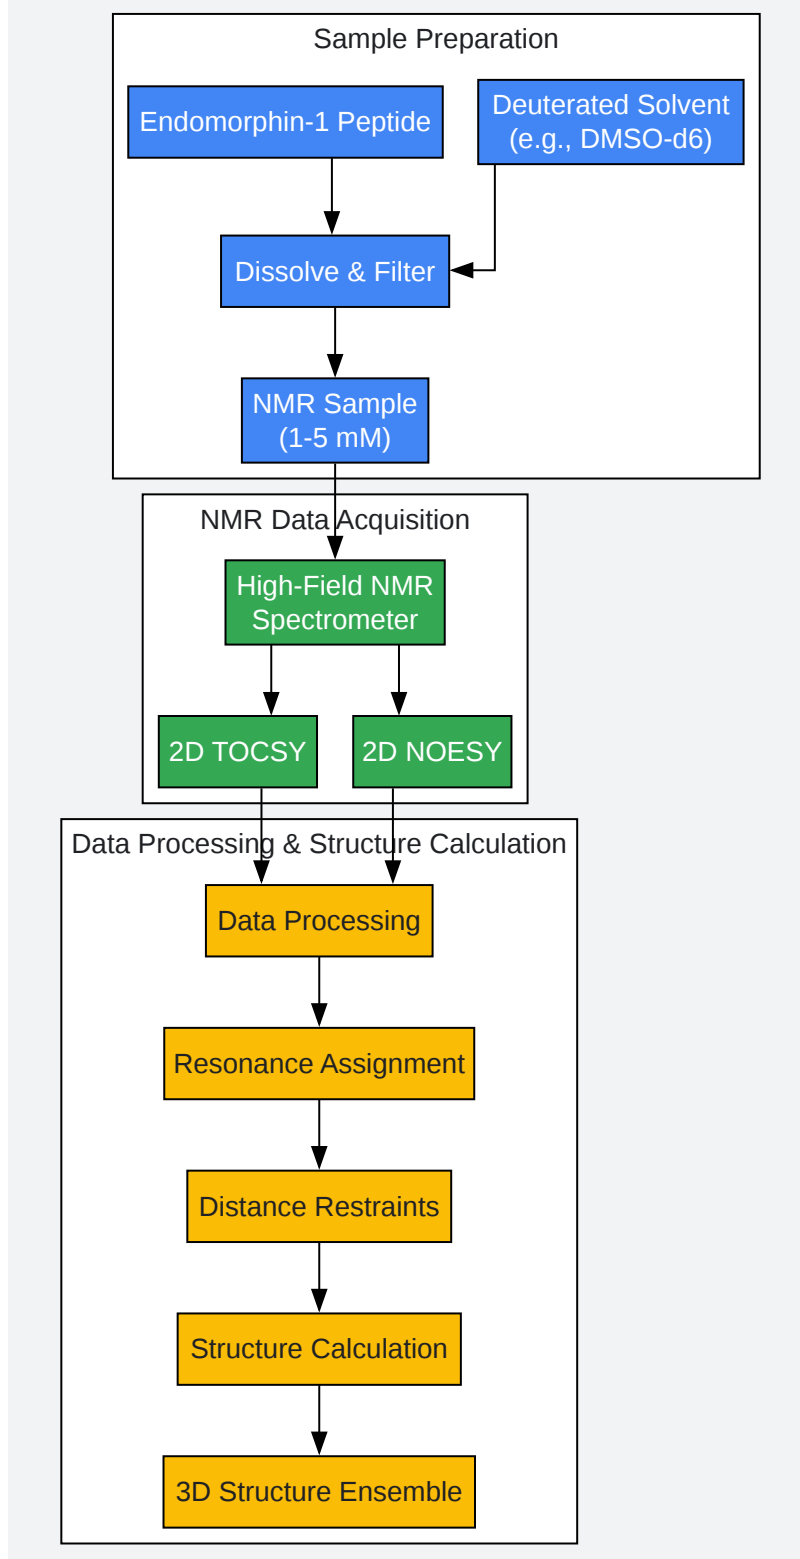 Sample Preparation
Endomorphin-1 Peptide
Deuterated Solvent
(e.g., DMSO-d6)
Dissolve & Filter
NMR Sample
(1-5 mM)
NMR Data Acquisition
High-Field NMR
Spectrometer
2D TOCSY
2D NOESY
Data Processing & Structure Calculation
Data Processing
Resonance Assignment
Distance Restraints
Structure Calculation
3D Structure Ensemble